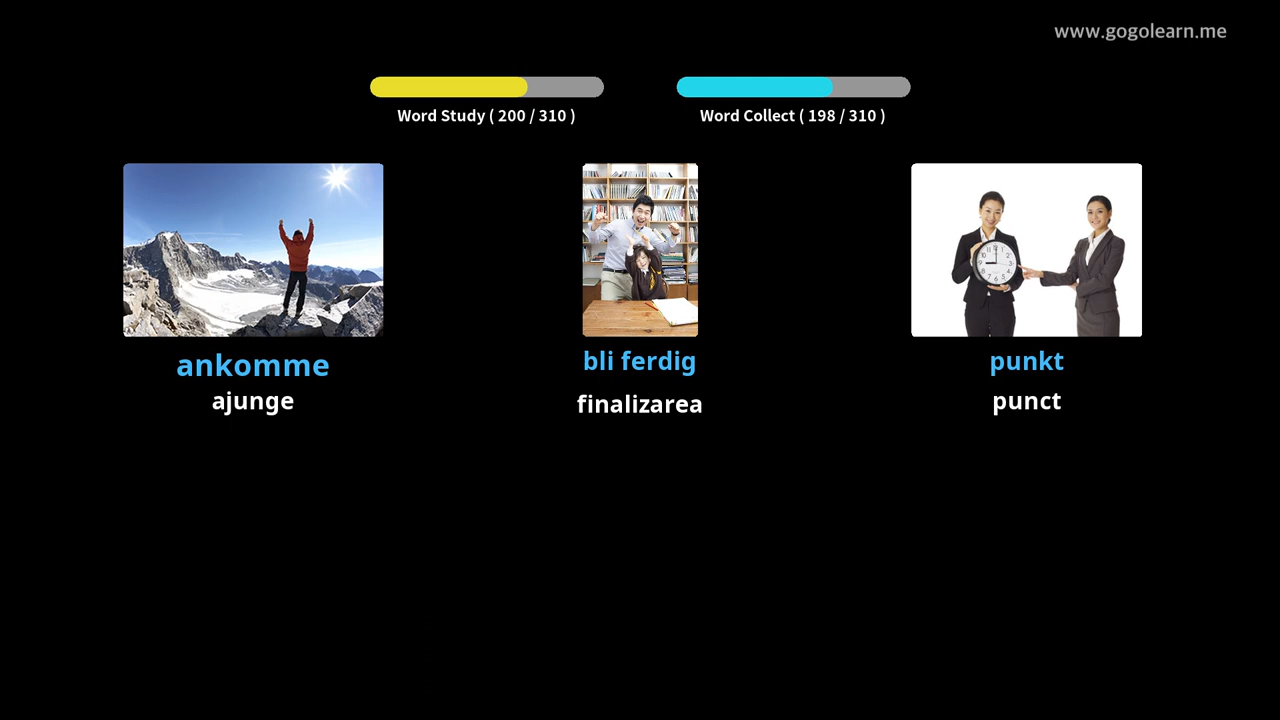 www.gogolearn.me
Word Study ( 200 / 310 )
Word Collect ( 198 / 310 )
ankomme
ajunge
bli ferdig
finalizarea
punkt
punct